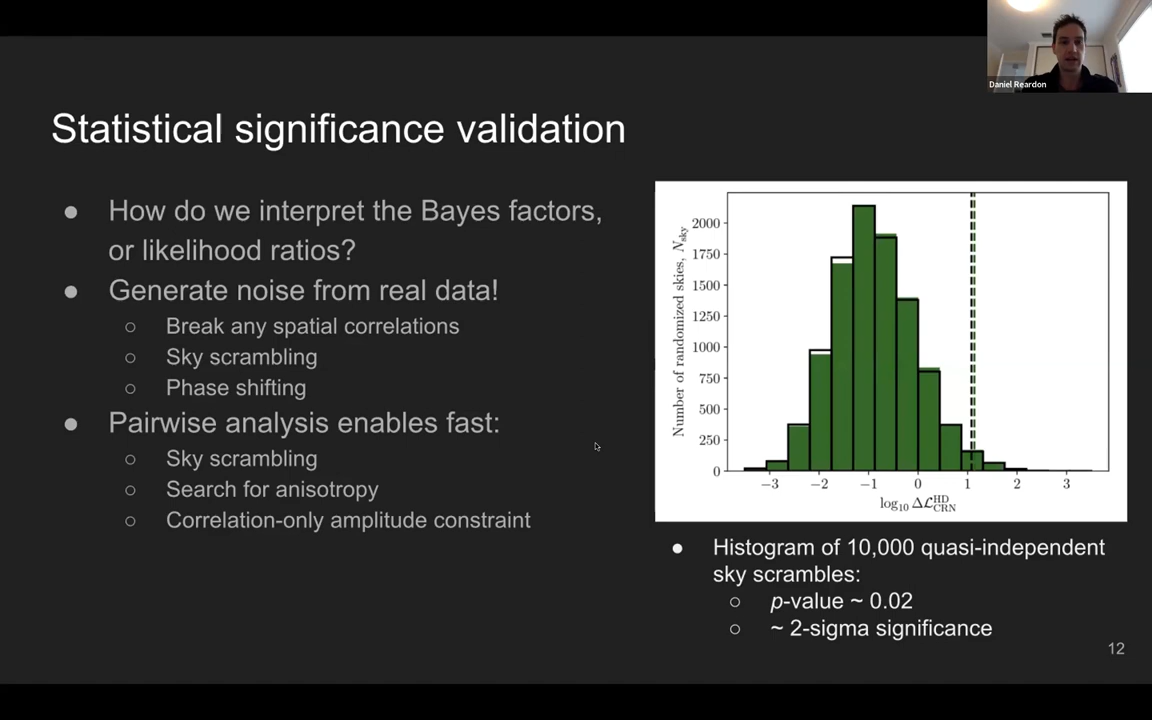 Daniel Reardon
Statistical significance validation
● How do we interpret the Bayes factors,
or likelihood ratios?
● Generate noise from real data!
○ Break any spatial correlations
○ Sky scrambling
○ Phase shifting
● Pairwise analysis enables fast:
○ Sky scrambling
○ Search for anisotropy
○ Correlation-only amplitude constraint
Number of randomized skies, N_sky
2000
1750
1500
1250
1000
750
500
250
0
−3 −2 −1 0 1 2 3
log₁₀ Δℒ^HD_CRN
● Histogram of 10,000 quasi-independent
sky scrambles:
○ p-value ~ 0.02
○ ~ 2-sigma significance
12